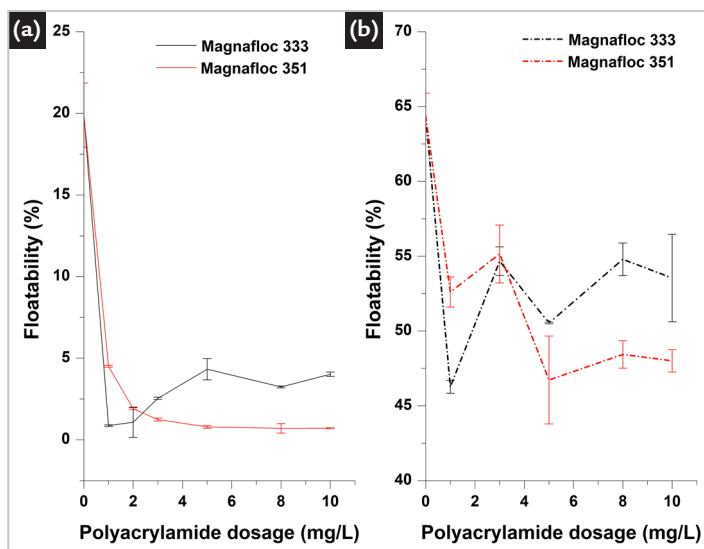 (a)
Magnafloc 333
Magnafloc 351
25
20
15
10
5
0
Floatability (%)
0 2 4 6 8 10
Polyacrylamide dosage (mg/L)
(b)
Magnafloc 333
Magnafloc 351
70
65
60
55
50
45
40
Floatability (%)
0 2 4 6 8 10
Polyacrylamide dosage (mg/L)